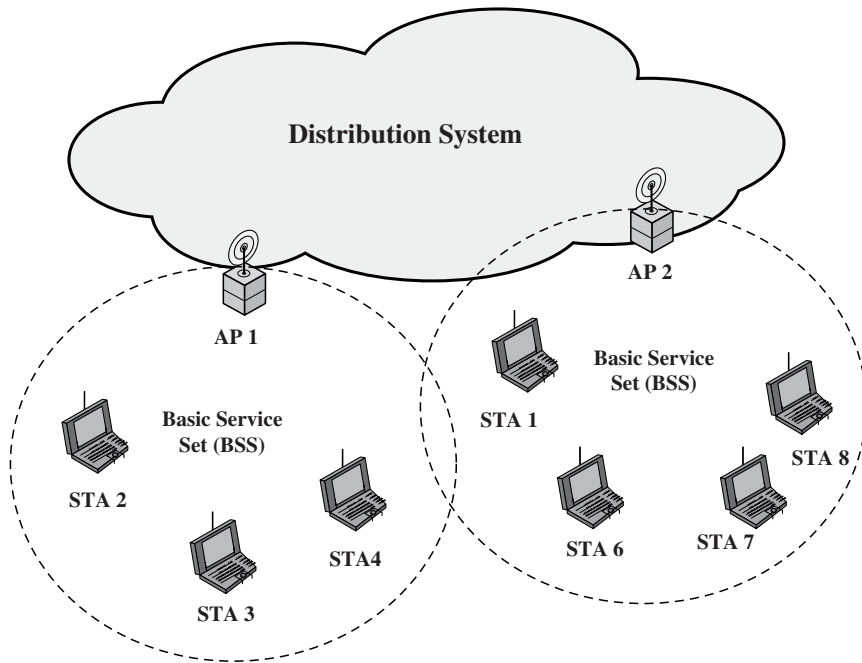 Distribution System
AP 2
AP 1
Basic Service
Set (BSS)
STA 1
STA 8
Basic Service
Set (BSS)
STA 2
STA 6
STA 7
STA4
STA 3